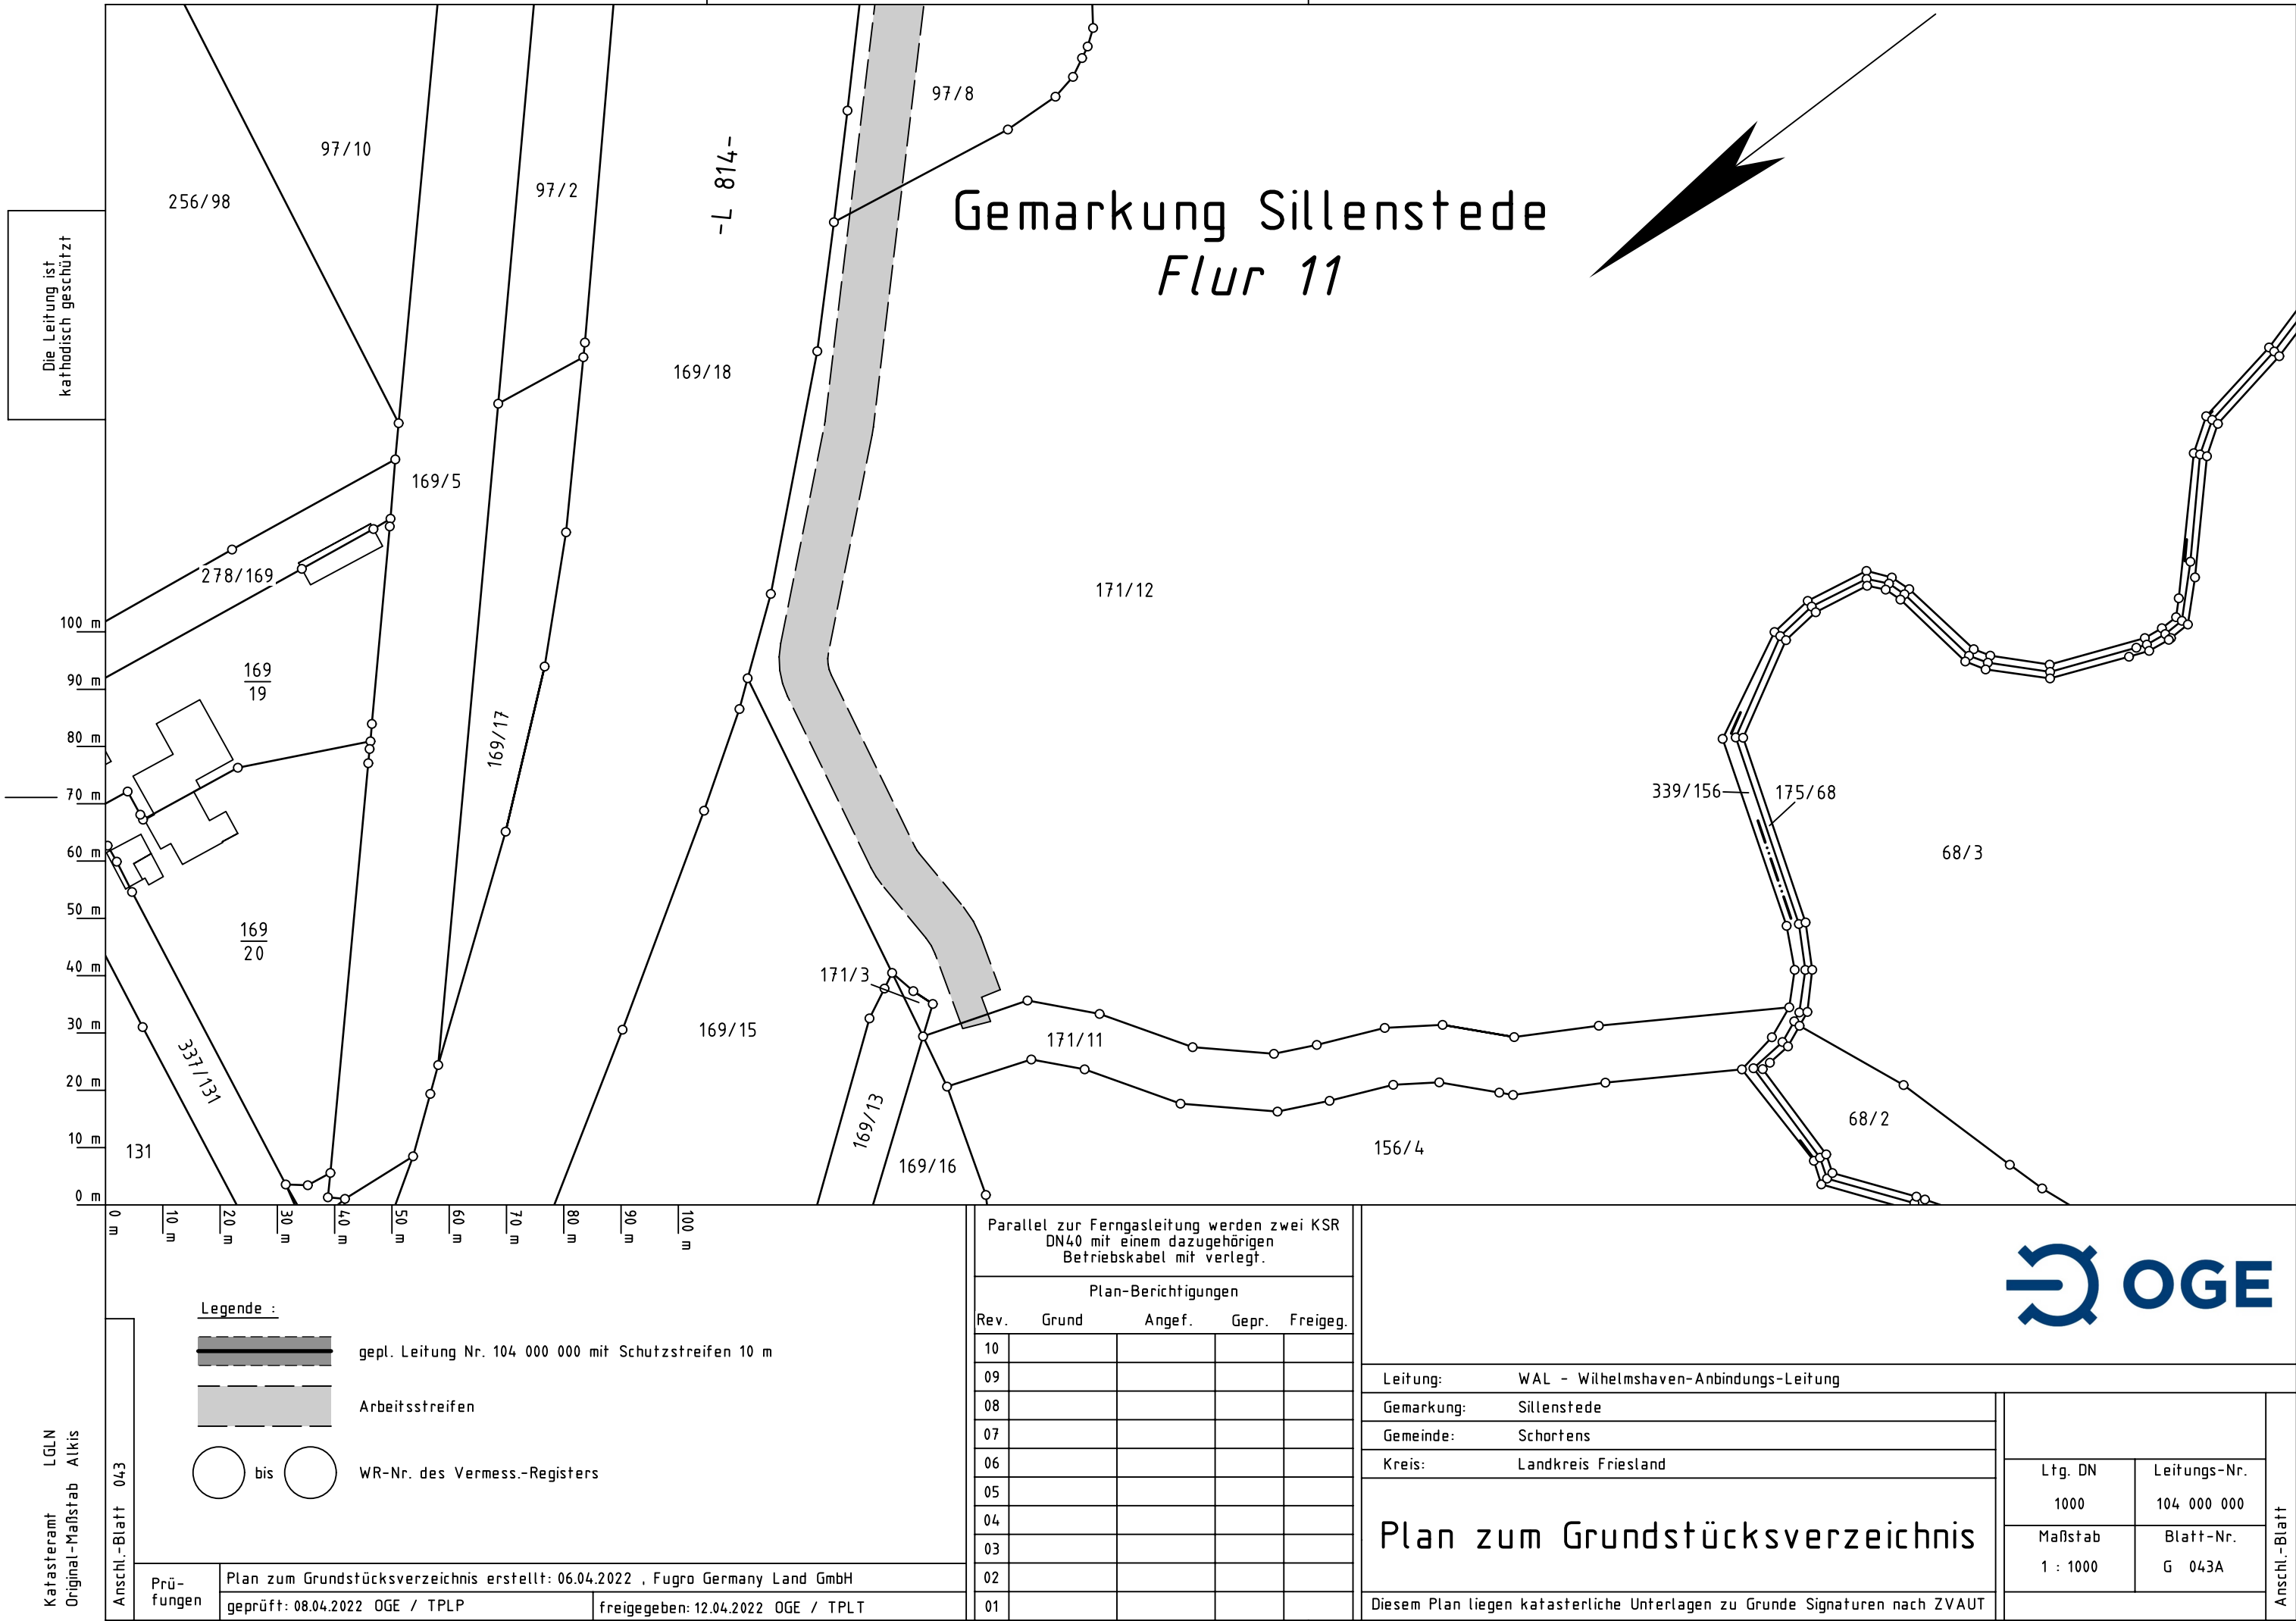 97/8
97/10
97/2
256/98
-L 814-
Gemarkung Sillenstede
Flur 11
Die Leitung ist
kathodisch geschützt
169/18
169/5
278/169
171/12
100 m
90 m
80 m
70 m
60 m
50 m
40 m
30 m
20 m
10 m
0 m
169
19
169/17
339/156
175/68
68/3
169
20
171/3
169/15
171/11
337/131
169/13
68/2
131
169/16
156/4
0 m
10 m
20 m
30 m
40 m
50 m
60 m
70 m
80 m
90 m
100 m
Legende :
gepl. Leitung Nr. 104 000 000 mit Schutzstreifen 10 m
Arbeitsstreifen
bis
WR-Nr. des Vermess.-Registers
Katasteramt LGLN
Original-Maßstab Alkis
Anschl.-Blatt 043
Prü-
fungen
Plan zum Grundstücksverzeichnis erstellt: 06.04.2022 , Fugro Germany Land GmbH
geprüft: 08.04.2022 OGE / TPLP
freigegeben: 12.04.2022 OGE / TPLT
Parallel zur Ferngasleitung werden zwei KSR
DN40 mit einem dazugehörigen
Betriebskabel mit verlegt.
Plan-Berichtigungen
Rev. Grund Angef. Gepr. Freigeg.
10
09
08
07
06
05
04
03
02
01
OGE
Leitung: WAL - Wilhelmshaven-Anbindungs-Leitung
Gemarkung: Sillenstede
Gemeinde: Schortens
Kreis: Landkreis Friesland
Plan zum Grundstücksverzeichnis
Diesem Plan liegen katasterliche Unterlagen zu Grunde Signaturen nach ZVAUT
Ltg. DN Leitungs-Nr.
1000 104 000 000
Maßstab Blatt-Nr.
1 : 1000 G 043A
Anschl.-Blatt